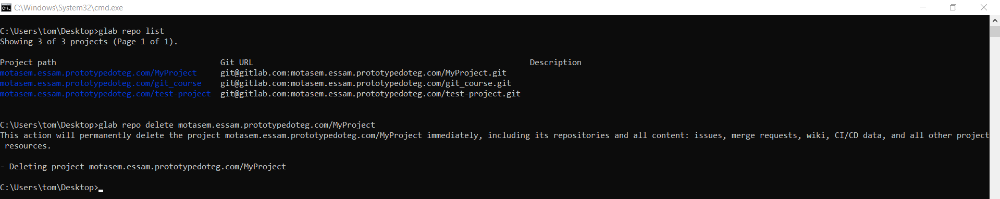 C:\Windows\System32\cmd.exe
C:\Users\tom\Desktop>glab repo list
Showing 3 of 3 projects (Page 1 of 1).
Project path Git URL Description
motasem.essam.prototypedoteg.com/MyProject git@gitlab.com:motasem.essam.prototypedoteg.com/MyProject.git
motasem.essam.prototypedoteg.com/git_course git@gitlab.com:motasem.essam.prototypedoteg.com/git_course.git
motasem.essam.prototypedoteg.com/test-project git@gitlab.com:motasem.essam.prototypedoteg.com/test-project.git
C:\Users\tom\Desktop>glab repo delete motasem.essam.prototypedoteg.com/MyProject
This action will permanently delete the project motasem.essam.prototypedoteg.com/MyProject immediately, including its repositories and all content: issues, merge requests, wiki, CI/CD data, and all other project
resources.
- Deleting project motasem.essam.prototypedoteg.com/MyProject
C:\Users\tom\Desktop>